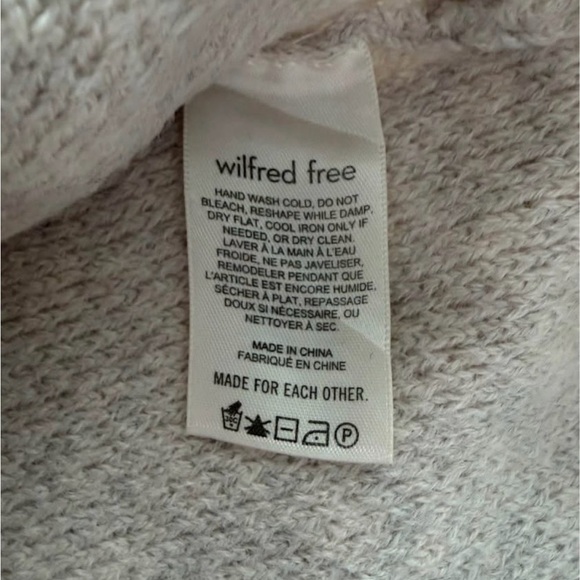 wilfred free
HAND WASH COLD, DO NOT
BLEACH, RESHAPE WHILE DAMP.
DRY FLAT, COOL IRON ONLY IF
NEEDED, OR DRY CLEAN.
LAVER À LA MAIN À L'EAU
FROIDE, NE PAS JAVELISER,
REMODELER PENDANT QUE
L'ARTICLE EST ENCORE HUMIDE.
SÉCHER À PLAT, REPASSAGE
DOUX SI NÉCESSAIRE, OU
NETTOYER À SEC.
MADE IN CHINA
FABRIQUÉ EN CHINE
MADE FOR EACH OTHER.
P